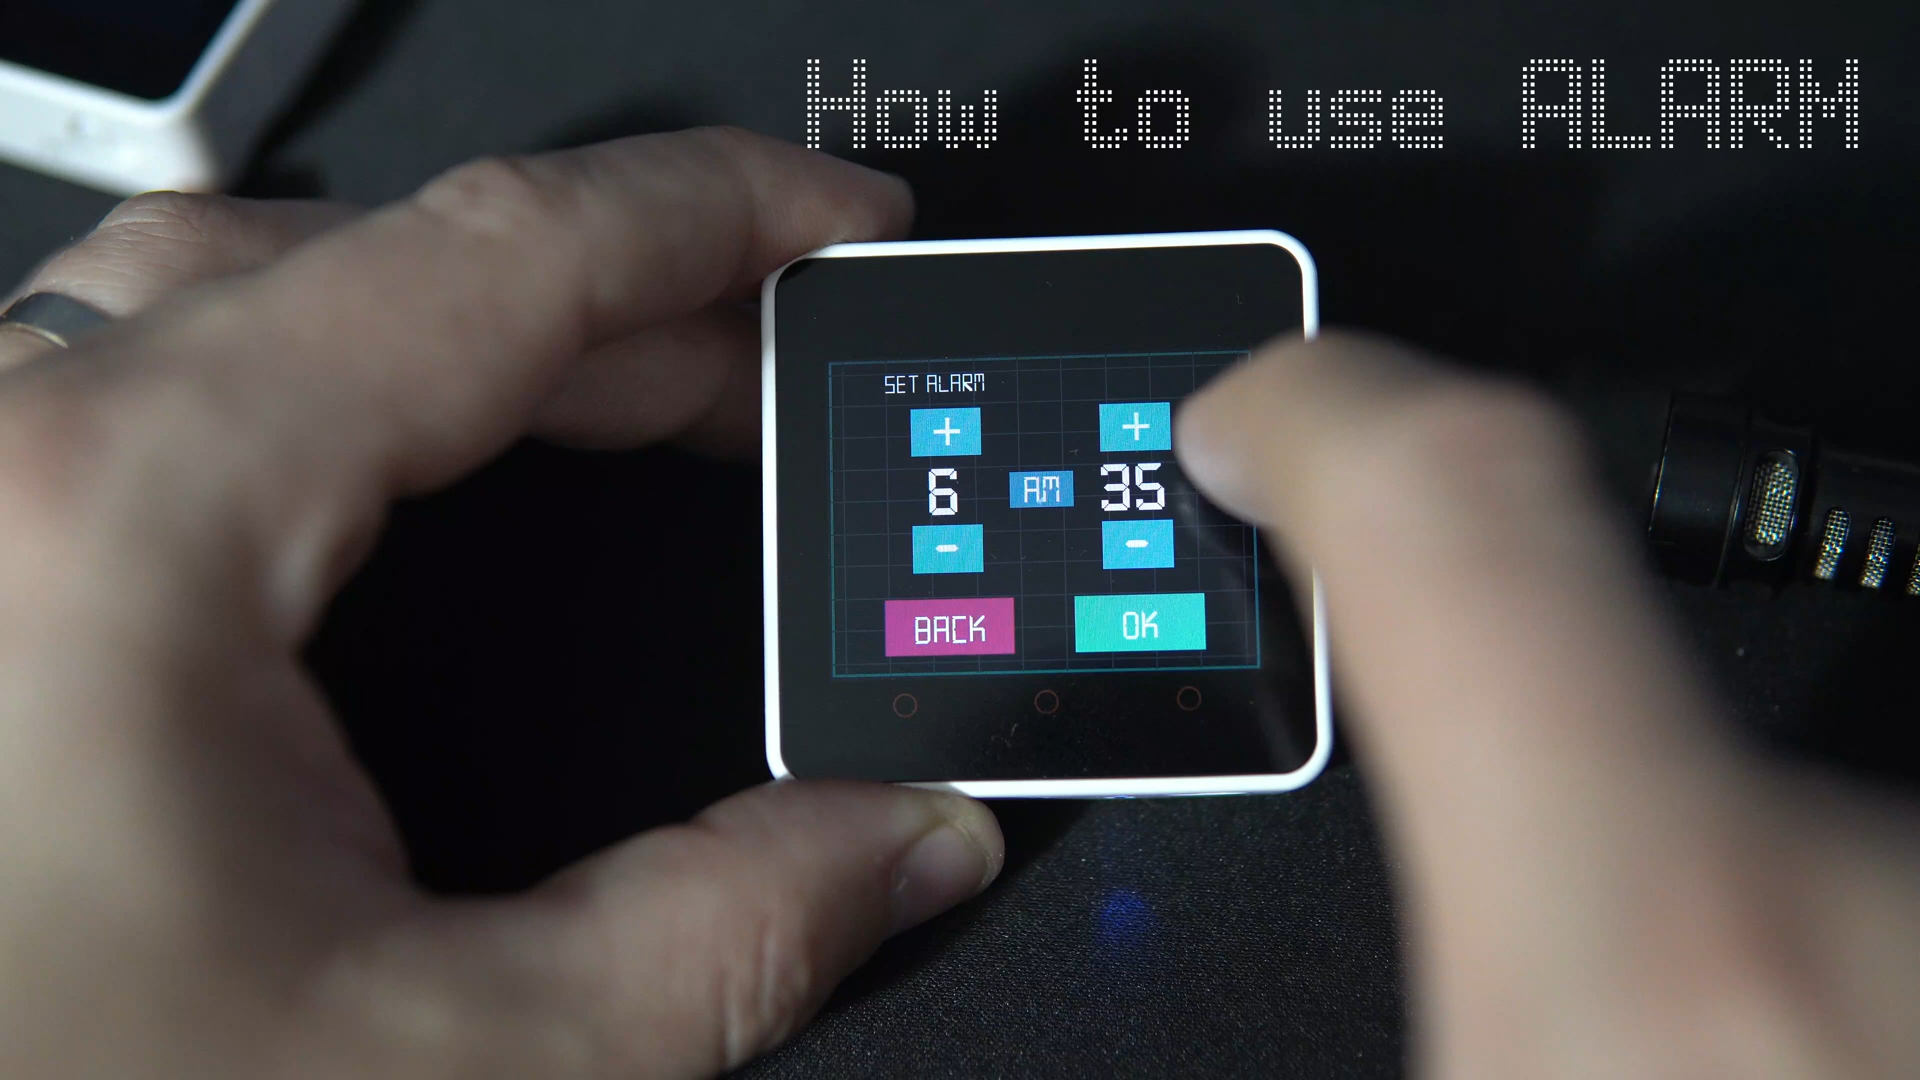 How to use ALARM
SET ALARM
+ +
6 AM 35
- -
BACK OK